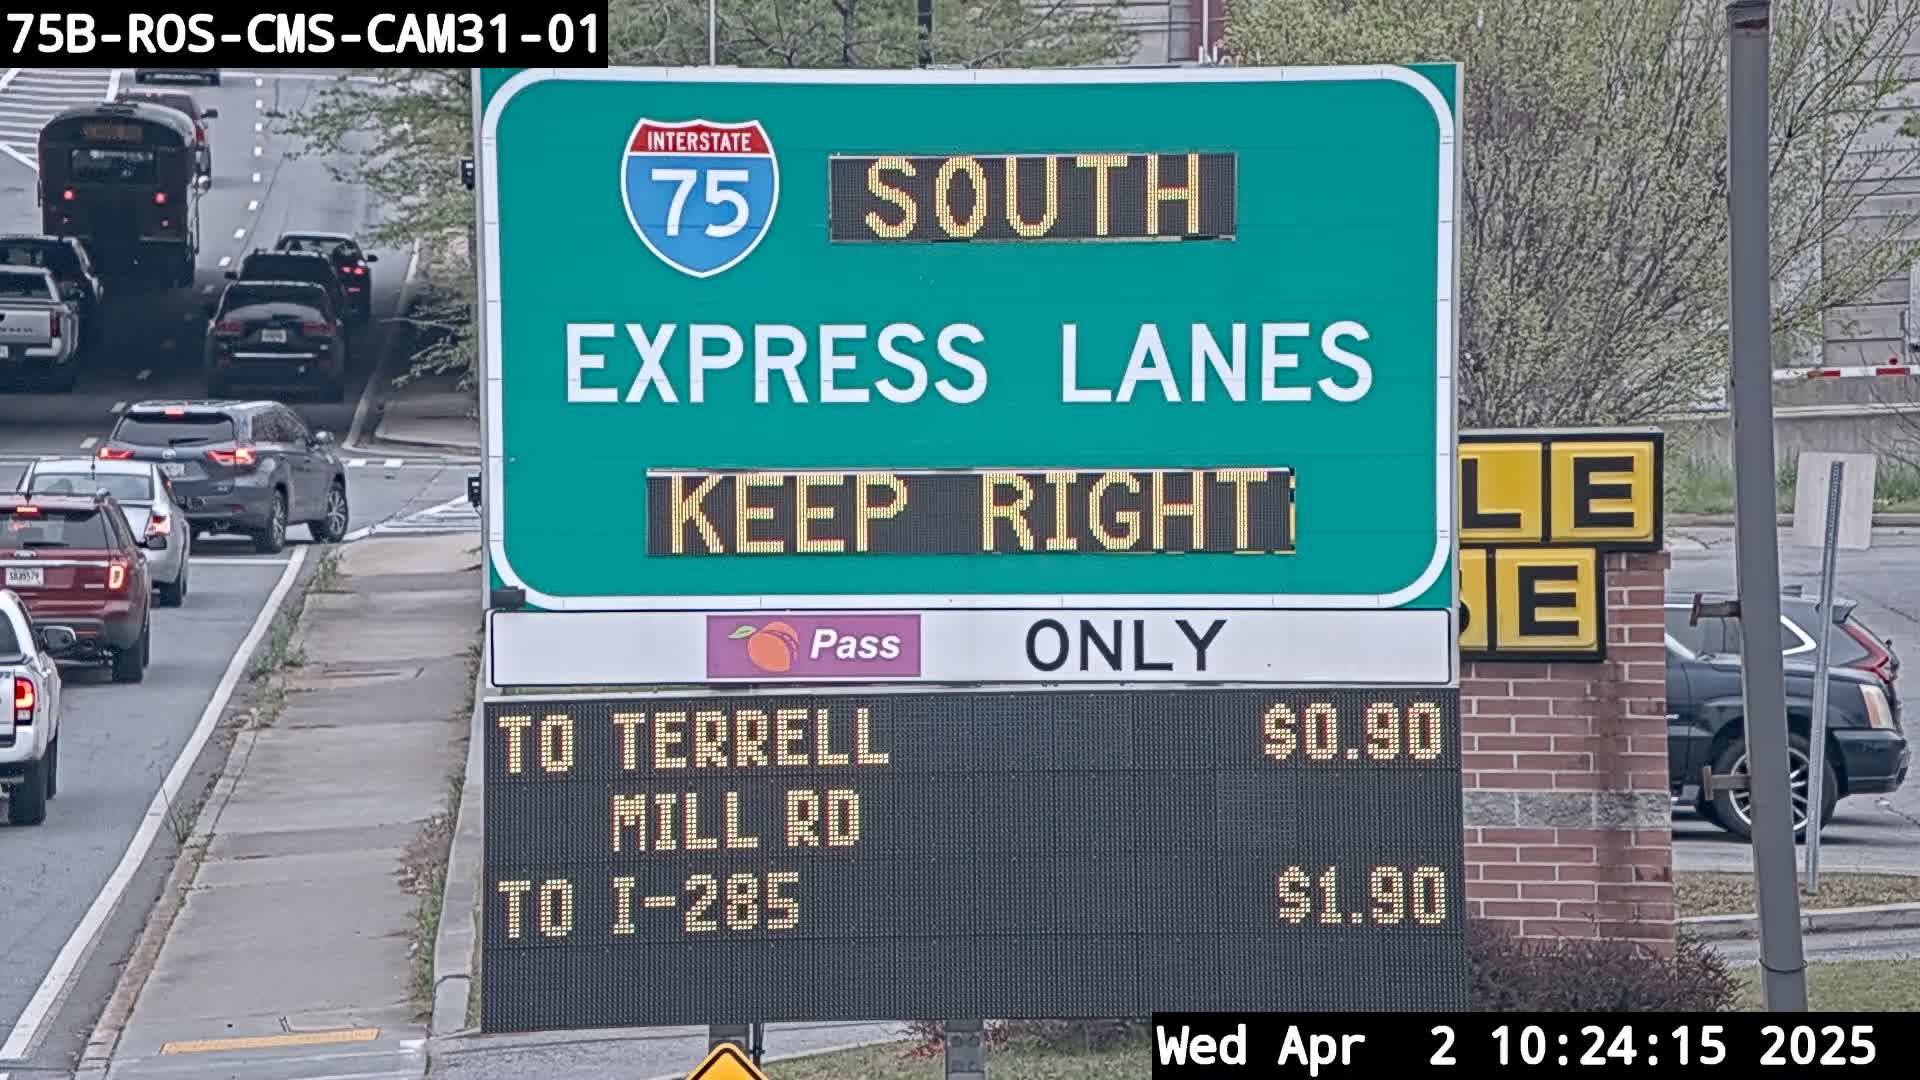 75B-ROS-CMS-CAM31-01
INTERSTATE
75
SOUTH
EXPRESS LANES
KEEP RIGHT
LE
E
Pass ONLY
TO TERRELL $0.90
MILL RD
TO I-285 $1.90
Wed Apr 2 10:24:15 2025